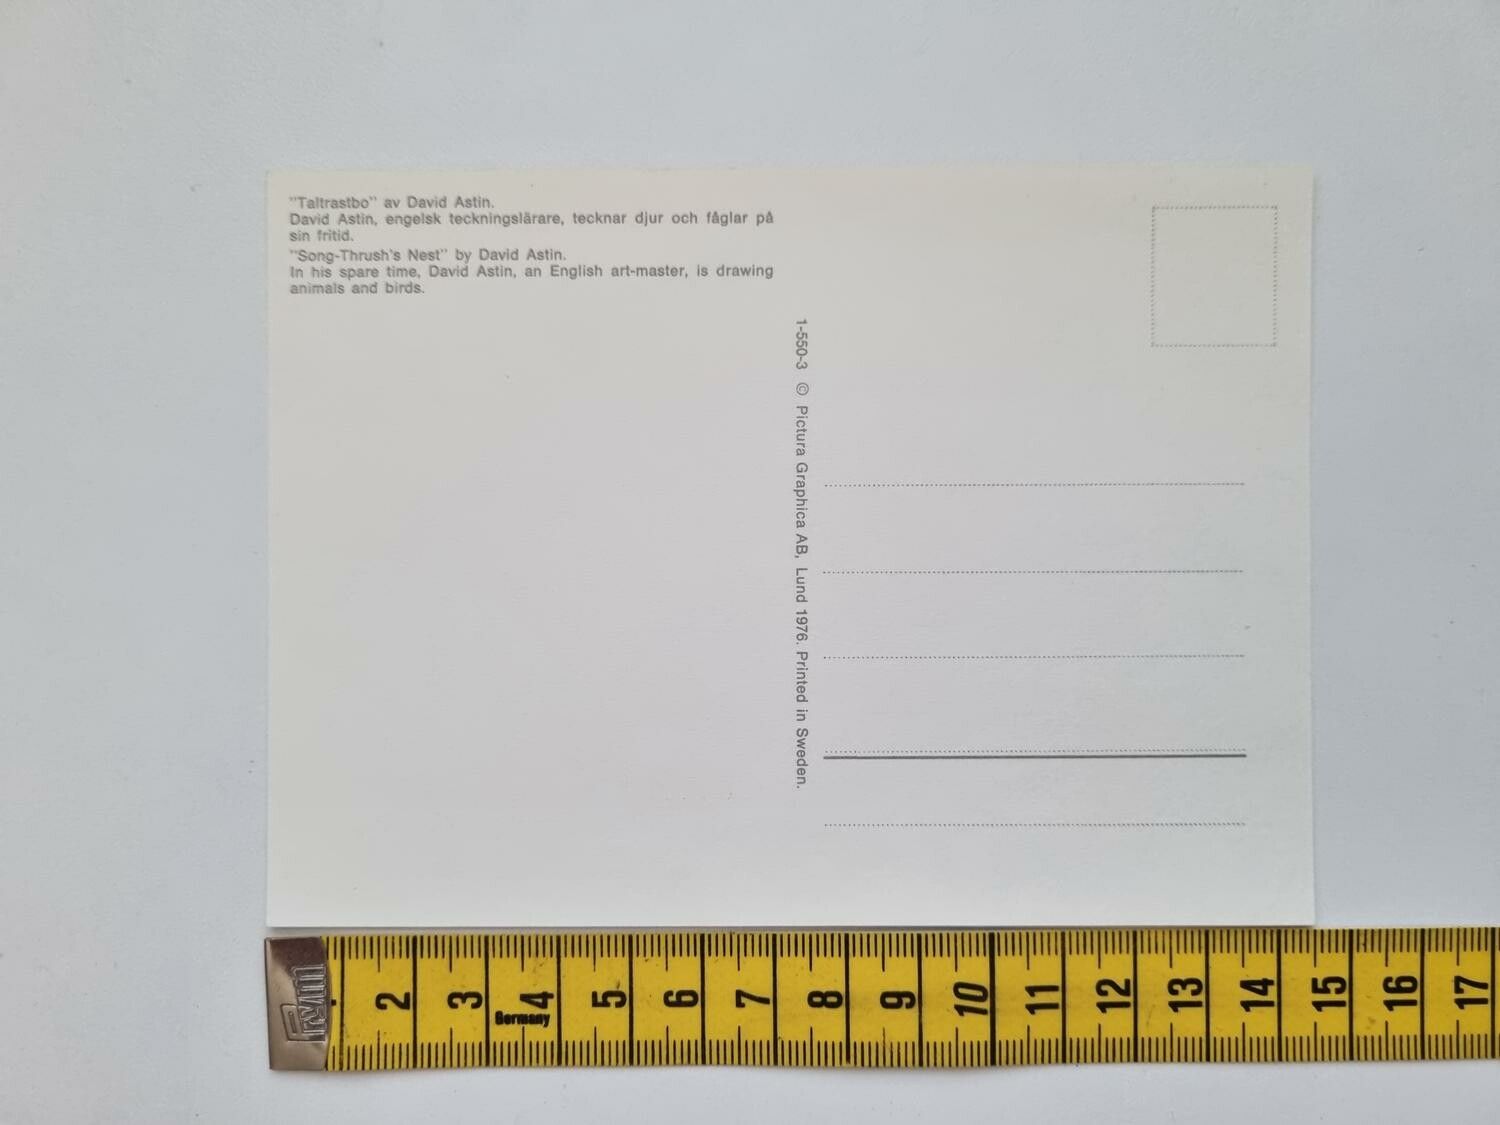 "Taltrastbo" av David Astin.
David Astin, engelsk teckningslärare, tecknar djur och fåglar på
sin fritid.
"Song-Thrush's Nest" by David Astin.
In his spare time, David Astin, an English art-master, is drawing
animals and birds.
1-550-3 © Pictura Graphica AB, Lund 1976. Printed in Sweden.
Prym
2 3 4 5 6 7 8 9 10 11 12 13 14 15 16 17
Germany